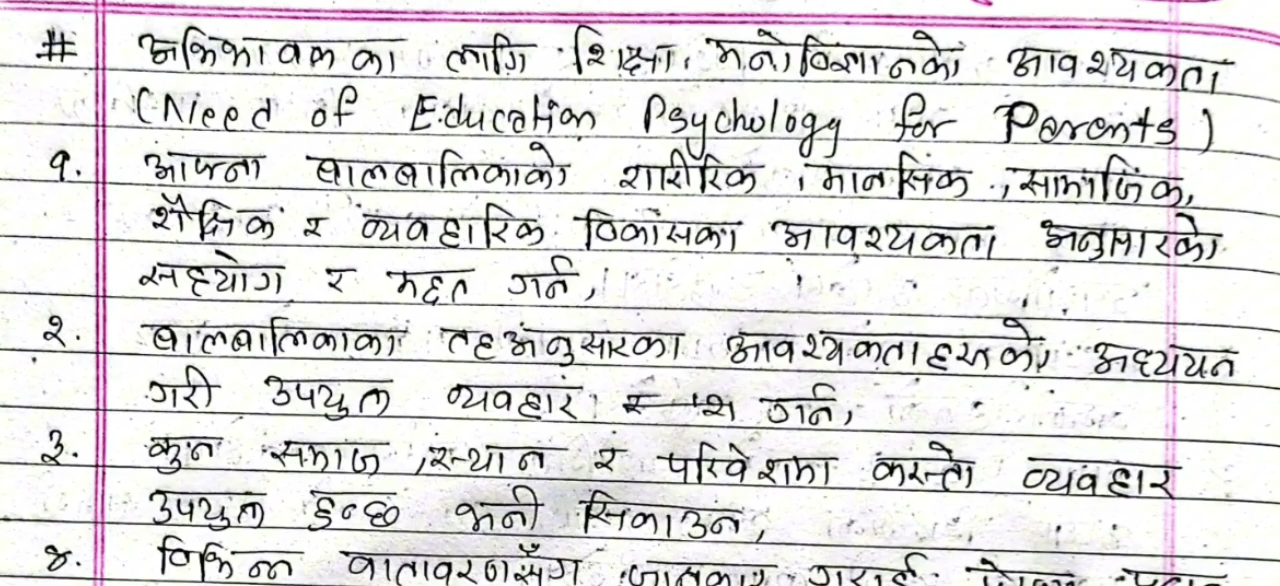 # अभिभावकका लागि शिक्षा मनोविज्ञानको आवश्यकता
(Need of Education Psychology for Parents)
१. आफ्ना बालबालिकाको शारीरिक, मानसिक, सामाजिक,
शैक्षिक र व्यवहारिक विकासका आवश्यकता अनुसारको
सहयोग र मद्दत गर्न,
२. बालबालिकाका तहअनुसारका आवश्यकताहरूको अध्ययन
गरी उपयुक्त व्यवहार गर्न,
३. कुन समाज, स्थान र परिवेशमा कस्तो व्यवहार
उपयुक्त हुन्छ भनी सिकाउन,
४. विभिन्न वातावरणसँग